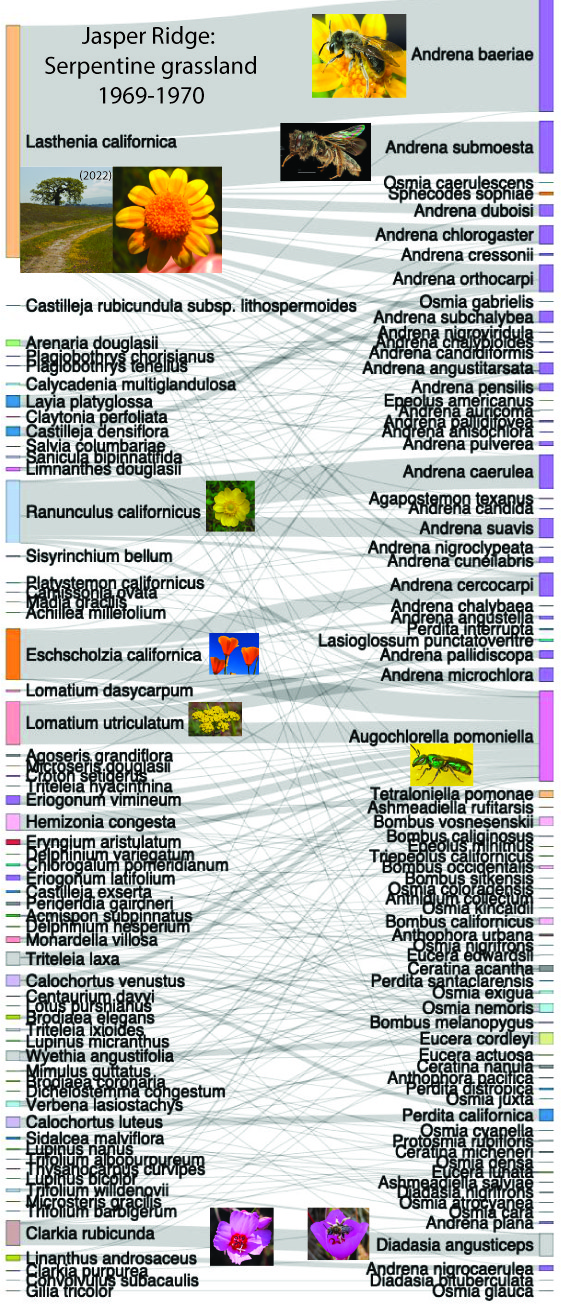 Jasper Ridge:
Serpentine grassland
1969-1970
Lasthenia californica
(2022)
Castilleja rubicundula subsp. lithospermoides
Arenaria douglasii
Plagiobothrys chorisianus
Plagiobothrys tenellus
Calycadenia multiglandulosa
Layia platyglossa
Claytonia perfoliata
Castilleja densiflora
Salvia columbariae
Sanicula bipinnatifida
Limnanthes douglasii
Ranunculus californicus
Sisyrinchium bellum
Platystemon californicus
Camissonia ovata
Madia gracilis
Achillea millefolium
Eschscholzia californica
Lomatium dasycarpum
Lomatium utriculatum
Agoseris grandiflora
Microseris douglasii
Croton setigerus
Triteleia hyacinthina
Eriogonum vimineum
Hemizonia congesta
Eryngium aristulatum
Delphinium variegatum
Chlorogalum pomeridianum
Eriogonum latifolium
Castilleja exserta
Perideridia gairdneri
Acmispon subpinnatus
Delphinium hesperium
Monardella villosa
Triteleia laxa
Calochortus venustus
Centaurium davyi
Lotus purshianus
Brodiaea elegans
Triteleia ixioides
Lupinus micranthus
Wyethia angustifolia
Mimulus guttatus
Brodiaea coronaria
Dichelostemma congestum
Verbena lasiostachys
Calochortus luteus
Sidalcea malviflora
Lupinus nanus
Trifolium albopurpureum
Thysanocarpus curvipes
Lupinus bicolor
Trifolium willdenovii
Microsteris gracilis
Trifolium barbigerum
Clarkia rubicunda
Linanthus androsaceus
Clarkia purpurea
Convolvulus subacaulis
Gilia tricolor
Andrena baeriae
Andrena submoesta
Osmia caerulescens
Sphecodes sophiae
Andrena duboisi
Andrena chlorogaster
Andrena cressonii
Andrena orthocarpi
Osmia gabrielis
Andrena subchalybea
Andrena nigroviridula
Andrena chalybioides
Andrena candidiformis
Andrena angustitarsata
Andrena pensilis
Epeolus americanus
Andrena auricoma
Andrena pallidifovea
Andrena anisochlora
Andrena pulverea
Andrena caerulea
Agapostemon texanus
Andrena candida
Andrena suavis
Andrena nigroclypeata
Andrena cuneilabris
Andrena cercocarpi
Andrena chalybaea
Andrena angustella
Perdita interrupta
Lasioglossum punctatoventre
Andrena pallidiscopa
Andrena microchlora
Augochlorella pomoniella
Tetraloniella pomonae
Ashmeadiella rufitarsis
Bombus vosnesenskii
Bombus caliginosus
Epeolus minimus
Triepeolus californicus
Bombus occidentalis
Bombus sitkensis
Osmia coloradensis
Anthidium collectum
Osmia kincaidii
Bombus californicus
Anthophora urbana
Osmia nigrifrons
Eucera edwardsii
Ceratina acantha
Perdita santaclarensis
Osmia exigua
Osmia nemoris
Bombus melanopygus
Eucera cordleyi
Eucera actuosa
Ceratina nanula
Anthophora pacifica
Perdita distropica
Osmia juxta
Perdita californica
Osmia cyanella
Protosmia rubifloris
Ceratina micheneri
Osmia densa
Eucera lunata
Ashmeadiella salviae
Diadasia nigrifrons
Osmia atrocyanea
Osmia cara
Andrena plana
Diadasia angusticeps
Andrena nigrocaerulea
Diadasia bituberculata
Osmia glauca